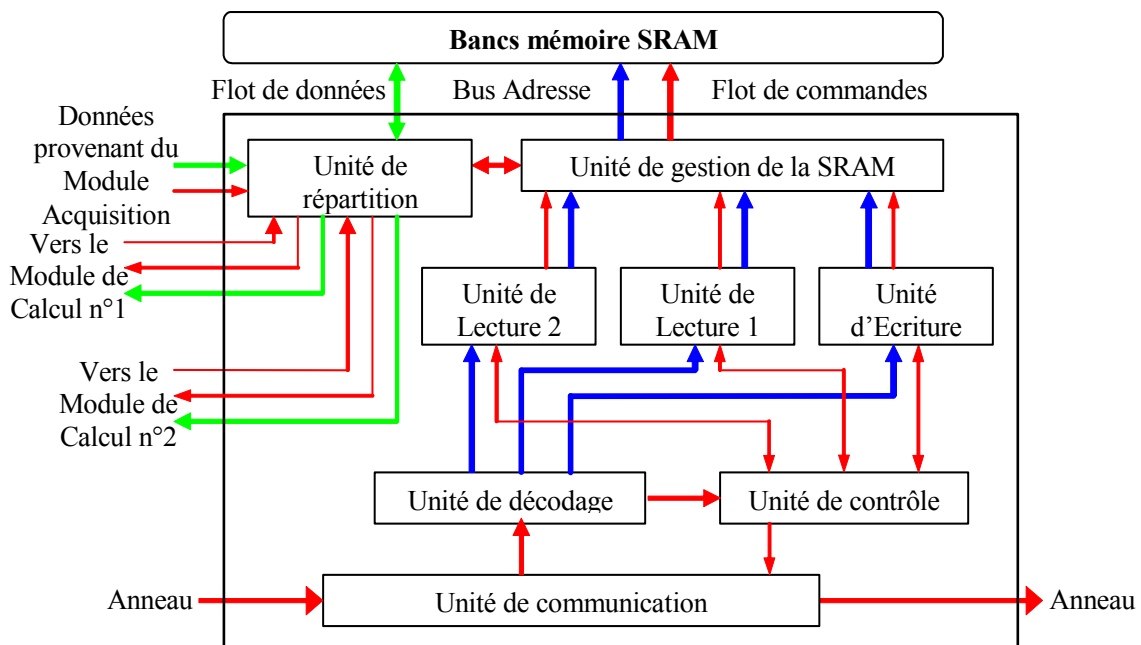 Bancs mémoire SRAM
Flot de données
Bus Adresse
Flot de commandes
Données
provenant du
Module
Acquisition
Unité de
répartition
Unité de gestion de la SRAM
Vers le
Module de
Calcul n°1
Unité de
Lecture 2
Unité de
Lecture 1
Unité
d’Ecriture
Vers le
Module de
Calcul n°2
Unité de décodage
Unité de contrôle
Anneau
Unité de communication
Anneau